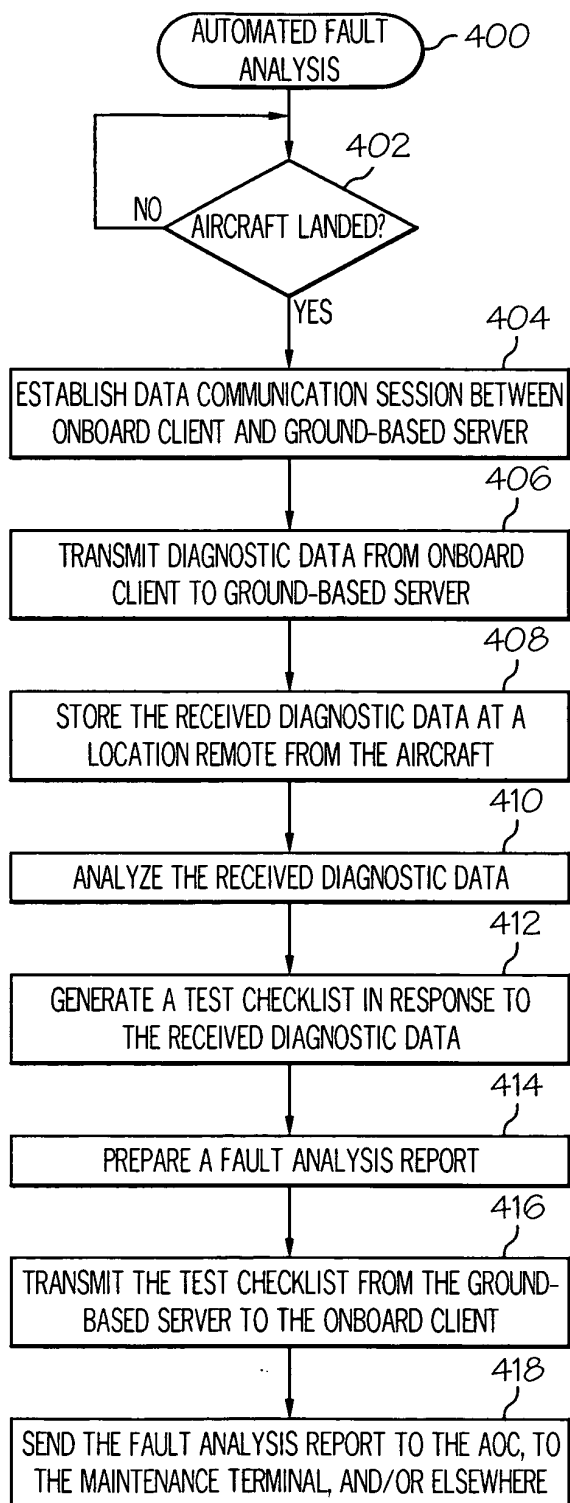 AUTOMATED FAULT
ANALYSIS
400
402
AIRCRAFT LANDED?
NO
YES
404
ESTABLISH DATA COMMUNICATION SESSION BETWEEN
ONBOARD CLIENT AND GROUND-BASED SERVER
406
TRANSMIT DIAGNOSTIC DATA FROM ONBOARD
CLIENT TO GROUND-BASED SERVER
408
STORE THE RECEIVED DIAGNOSTIC DATA AT A
LOCATION REMOTE FROM THE AIRCRAFT
410
ANALYZE THE RECEIVED DIAGNOSTIC DATA
412
GENERATE A TEST CHECKLIST IN RESPONSE TO
THE RECEIVED DIAGNOSTIC DATA
414
PREPARE A FAULT ANALYSIS REPORT
416
TRANSMIT THE TEST CHECKLIST FROM THE GROUND-
BASED SERVER TO THE ONBOARD CLIENT
418
SEND THE FAULT ANALYSIS REPORT TO THE AOC, TO
THE MAINTENANCE TERMINAL, AND/OR ELSEWHERE